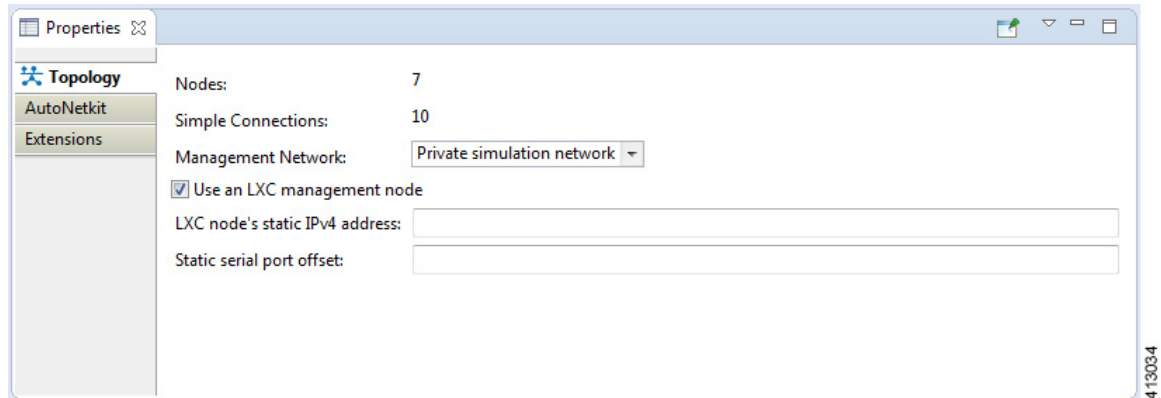 Properties
Topology
AutoNetkit
Extensions
Nodes: 7
Simple Connections: 10
Management Network: Private simulation network
Use an LXC management node
LXC node's static IPv4 address:
Static serial port offset:
413034